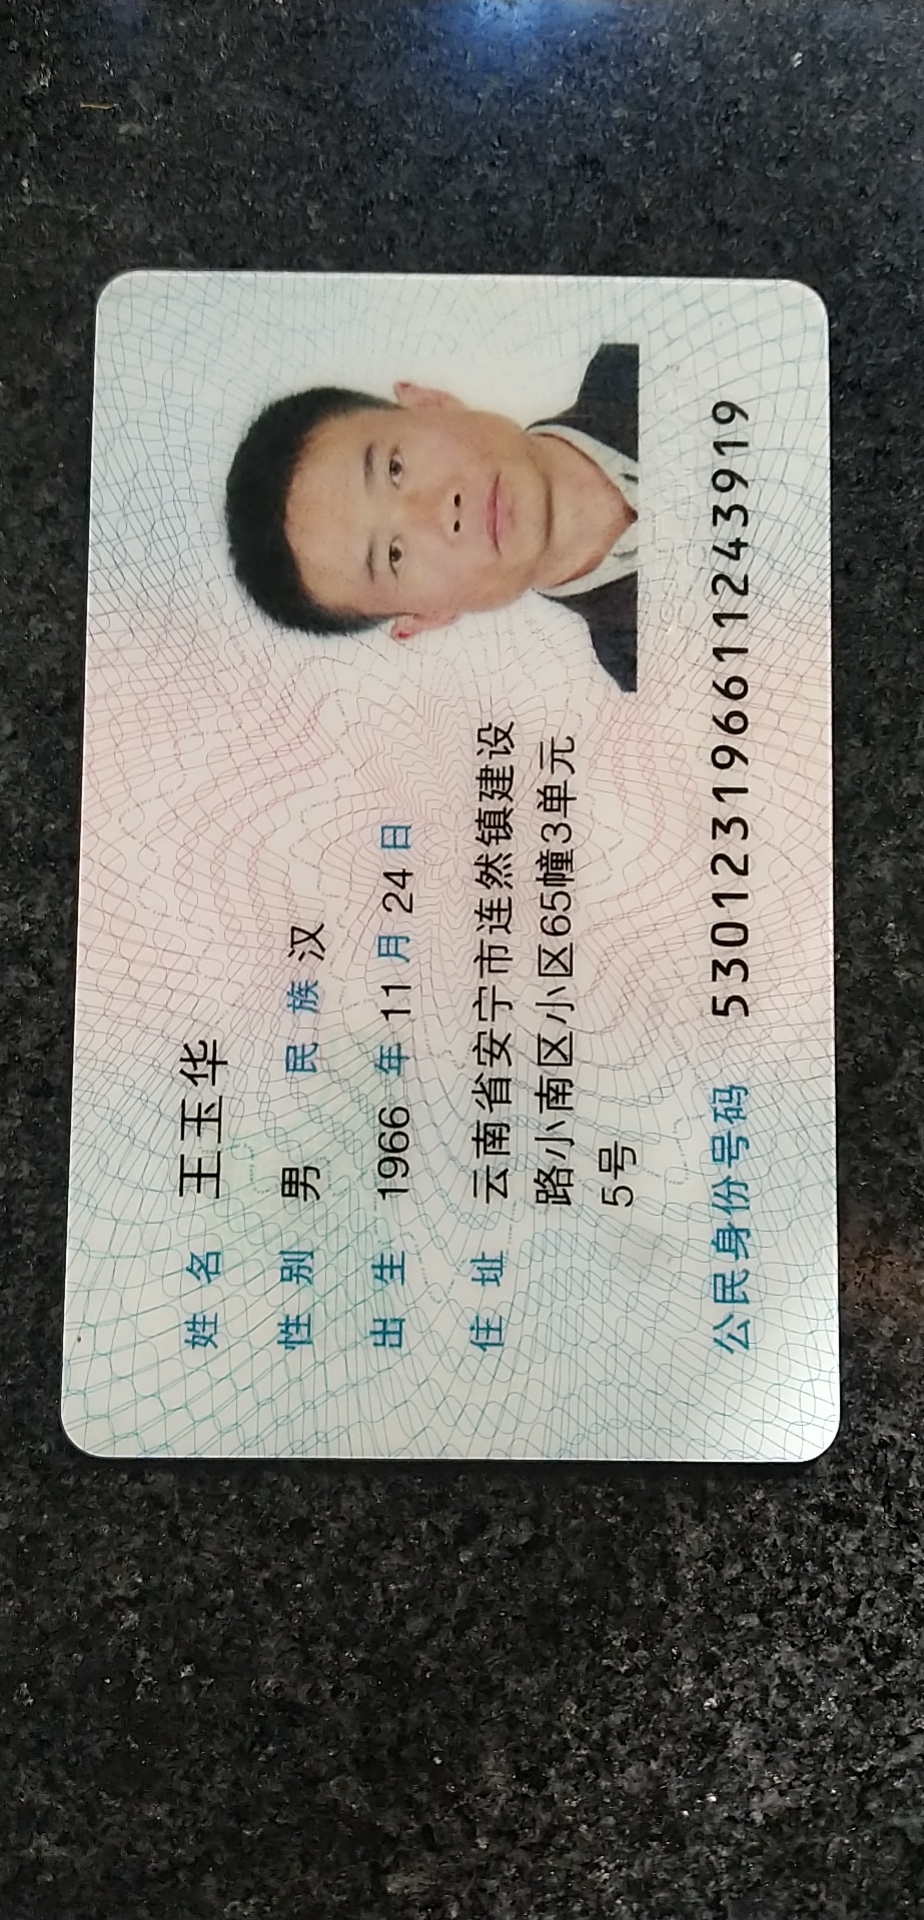 姓名 王玉华
性别 男 民族 汉
出生 1966 年 11 月 24 日
住址 云南省安宁市连然镇建设
路小南区小区65幢3单元
5号
公民身份号码 530123196611243919